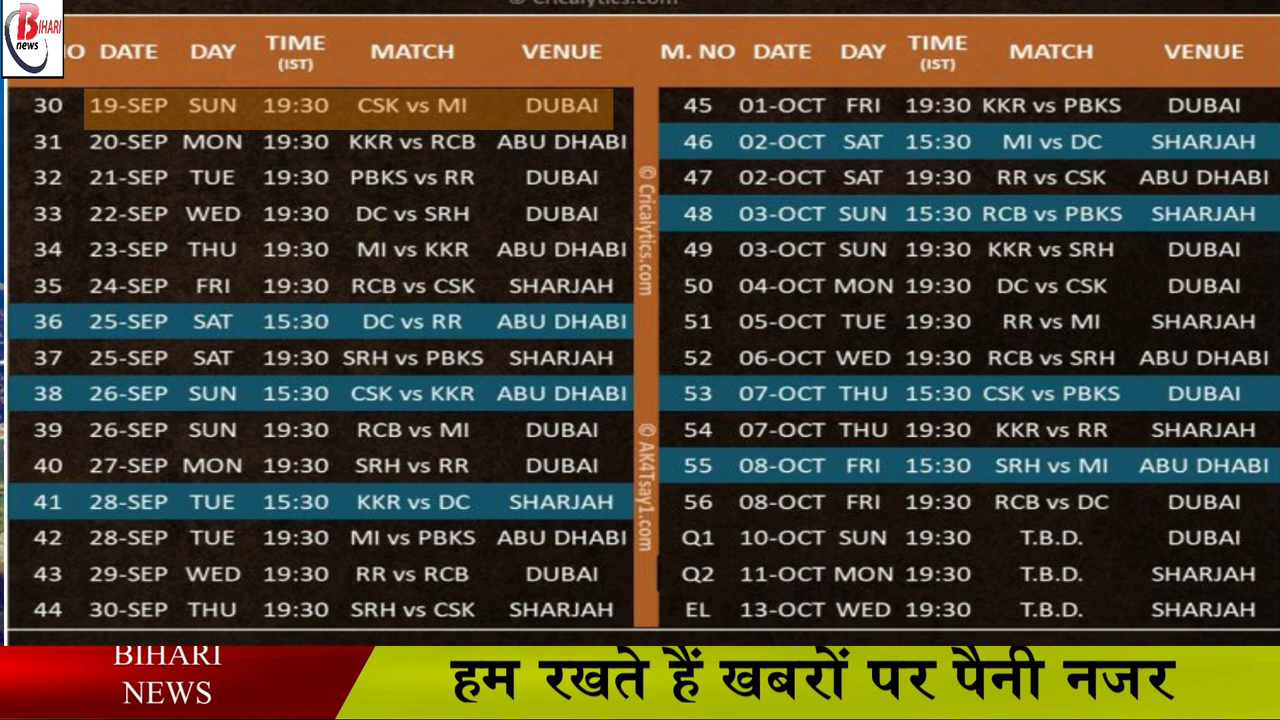 © Cricalytics.com
BIHARI
news
O DATE DAY TIME (IST) MATCH VENUE
30 19-SEP SUN 19:30 CSK vs MI DUBAI
31 20-SEP MON 19:30 KKR vs RCB ABU DHABI
32 21-SEP TUE 19:30 PBKS vs RR DUBAI
33 22-SEP WED 19:30 DC vs SRH DUBAI
34 23-SEP THU 19:30 MI vs KKR ABU DHABI
35 24-SEP FRI 19:30 RCB vs CSK SHARJAH
36 25-SEP SAT 15:30 DC vs RR ABU DHABI
37 25-SEP SAT 19:30 SRH vs PBKS SHARJAH
38 26-SEP SUN 15:30 CSK vs KKR ABU DHABI
39 26-SEP SUN 19:30 RCB vs MI DUBAI
40 27-SEP MON 19:30 SRH vs RR DUBAI
41 28-SEP TUE 15:30 KKR vs DC SHARJAH
42 28-SEP TUE 19:30 MI vs PBKS ABU DHABI
43 29-SEP WED 19:30 RR vs RCB DUBAI
44 30-SEP THU 19:30 SRH vs CSK SHARJAH
© Cricalytics.com
© AK4Tsay1.com
M. NO DATE DAY TIME (IST) MATCH VENUE
45 01-OCT FRI 19:30 KKR vs PBKS DUBAI
46 02-OCT SAT 15:30 MI vs DC SHARJAH
47 02-OCT SAT 19:30 RR vs CSK ABU DHABI
48 03-OCT SUN 15:30 RCB vs PBKS SHARJAH
49 03-OCT SUN 19:30 KKR vs SRH DUBAI
50 04-OCT MON 19:30 DC vs CSK DUBAI
51 05-OCT TUE 19:30 RR vs MI SHARJAH
52 06-OCT WED 19:30 RCB vs SRH ABU DHABI
53 07-OCT THU 15:30 CSK vs PBKS DUBAI
54 07-OCT THU 19:30 KKR vs RR SHARJAH
55 08-OCT FRI 15:30 SRH vs MI ABU DHABI
56 08-OCT FRI 19:30 RCB vs DC DUBAI
Q1 10-OCT SUN 19:30 T.B.D. DUBAI
Q2 11-OCT MON 19:30 T.B.D. SHARJAH
EL 13-OCT WED 19:30 T.B.D. SHARJAH
BIHARI
NEWS
हम रखते हैं खबरों पर पैनी नजर